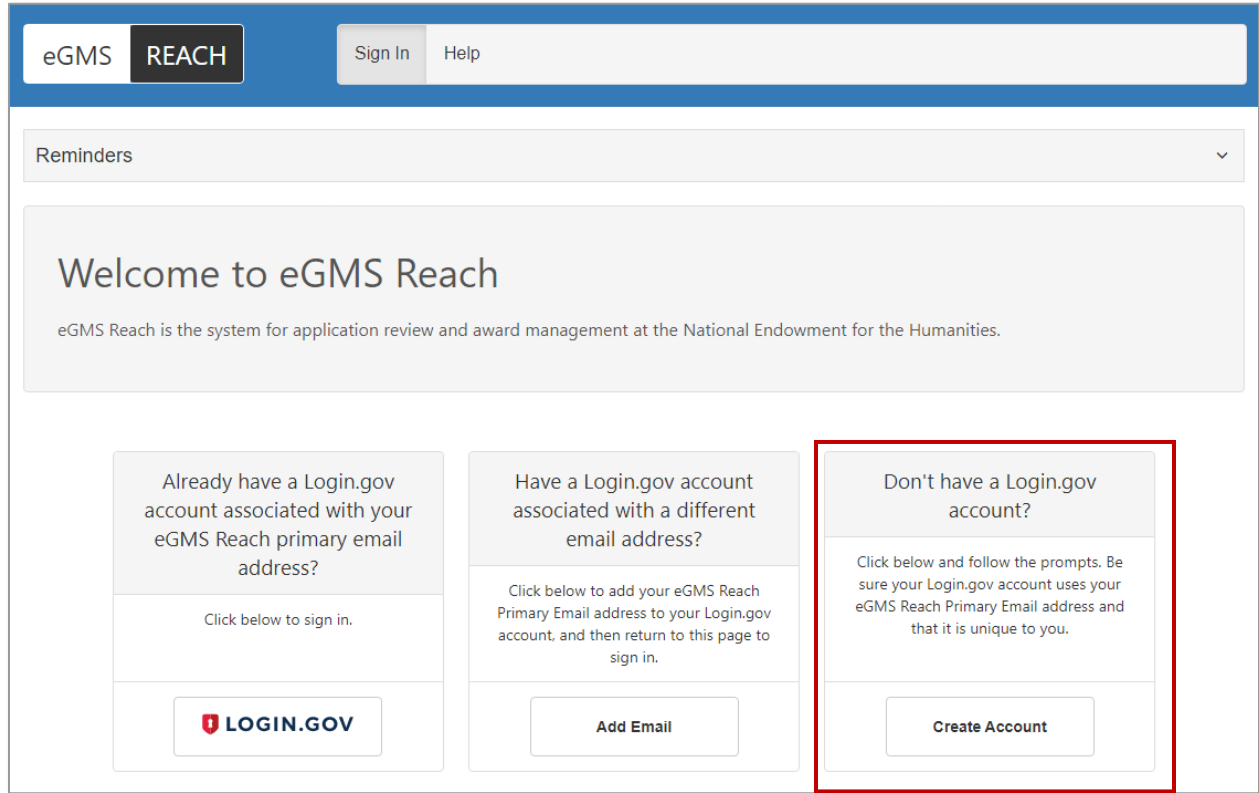 eGMS REACH
Sign In Help
Reminders
Welcome to eGMS Reach
eGMS Reach is the system for application review and award management at the National Endowment for the Humanities.
Already have a Login.gov
account associated with your
eGMS Reach primary email
address?
Click below to sign in.
LOGIN.GOV
Have a Login.gov account
associated with a different
email address?
Click below to add your eGMS Reach
Primary Email address to your Login.gov
account, and then return to this page to
sign in.
Add Email
Don't have a Login.gov
account?
Click below and follow the prompts. Be
sure your Login.gov account uses your
eGMS Reach Primary Email address and
that it is unique to you.
Create Account